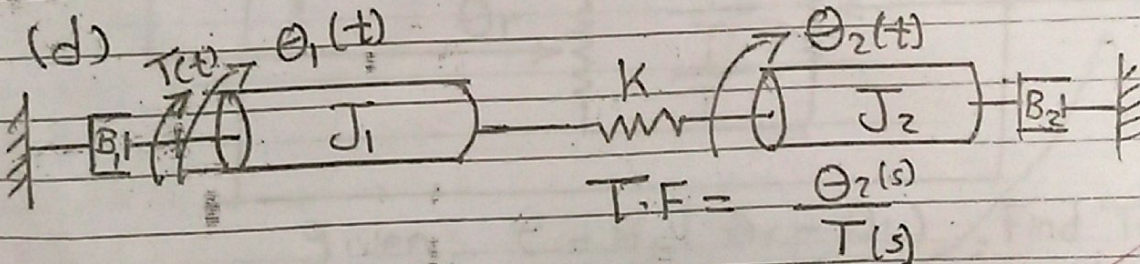 (d) T(t) θ₁(t) K θ₂(t)
B₁ J₁ J₂ B₂
T.F = θ₂(s)
T(s)